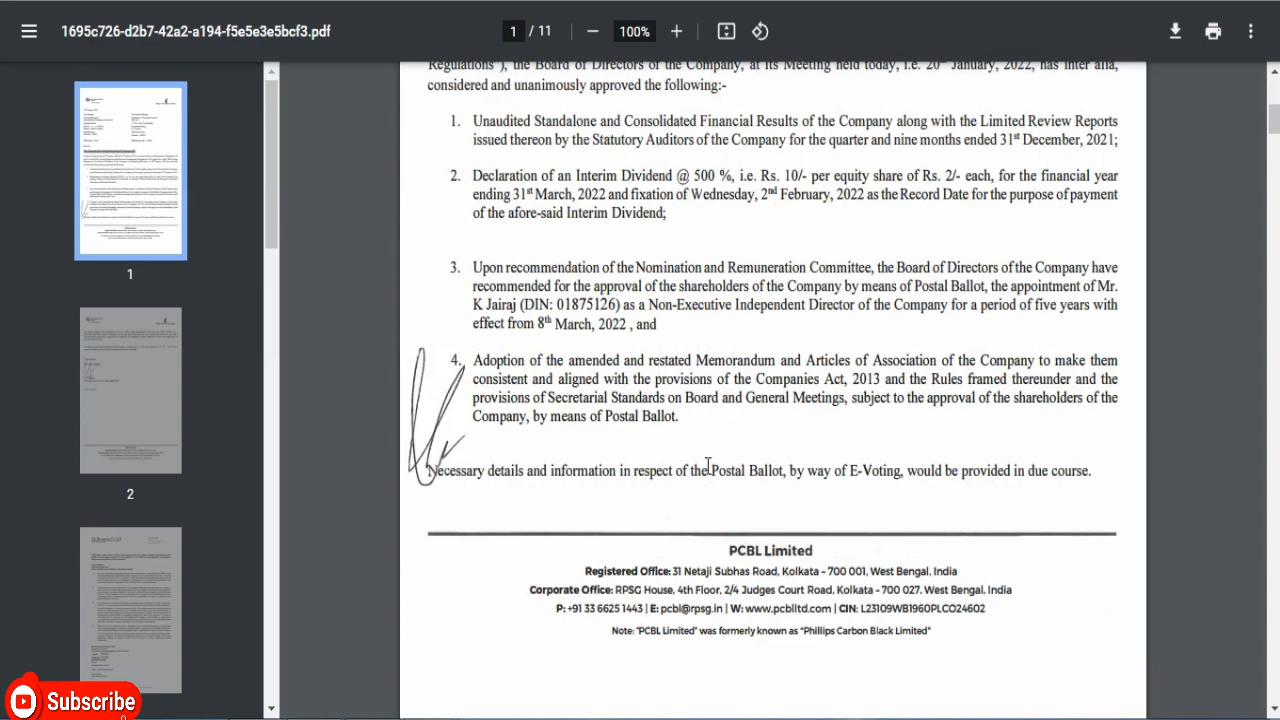 1695c726-d2b7-42a2-a194-f5e5e3e5bcf3.pdf
1 / 11
100%
Regulations"), the Board of Directors of the Company, at its Meeting held today, i.e. 20th January, 2022, has inter alia,
considered and unanimously approved the following:-
1. Unaudited Standalone and Consolidated Financial Results of the Company along with the Limited Review Reports
issued thereon by the Statutory Auditors of the Company for the quarter and nine months ended 31st December, 2021;
2. Declaration of an Interim Dividend @ 500 %, i.e. Rs. 10/- per equity share of Rs. 2/- each, for the financial year
ending 31st March, 2022 and fixation of Wednesday, 2nd February, 2022 as the Record Date for the purpose of payment
of the afore-said Interim Dividend;
3. Upon recommendation of the Nomination and Remuneration Committee, the Board of Directors of the Company have
recommended for the approval of the shareholders of the Company by means of Postal Ballot, the appointment of Mr.
K Jairaj (DIN: 01875126) as a Non-Executive Independent Director of the Company for a period of five years with
effect from 8th March, 2022 , and
4. Adoption of the amended and restated Memorandum and Articles of Association of the Company to make them
consistent and aligned with the provisions of the Companies Act, 2013 and the Rules framed thereunder and the
provisions of Secretarial Standards on Board and General Meetings, subject to the approval of the shareholders of the
Company, by means of Postal Ballot.
Necessary details and information in respect of the Postal Ballot, by way of E-Voting, would be provided in due course.
PCBL Limited
Registered Office: 31 Netaji Subhas Road, Kolkata - 700 001, West Bengal, India
Corporate Office: RPSG House, 4th Floor, 2/4 Judges Court Road, Kolkata - 700 027. West Bengal, India
P: +91 33 6625 1443 | E: pcbl@rpsg.in | W: www.pcblltd.com | CIN: L23109WB1960PLCO24602
Note: "PCBL Limited" was formerly known as "Phillips Carbon Black Limited"
1
2
Subscribe